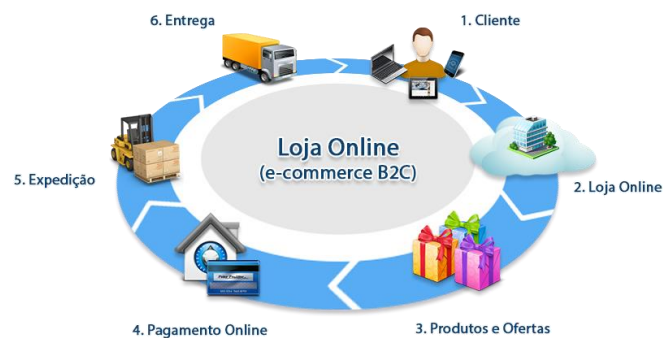 6. Entrega
1. Cliente
Loja Online
(e-commerce B2C)
5. Expedição
2. Loja Online
4. Pagamento Online
3. Produtos e Ofertas